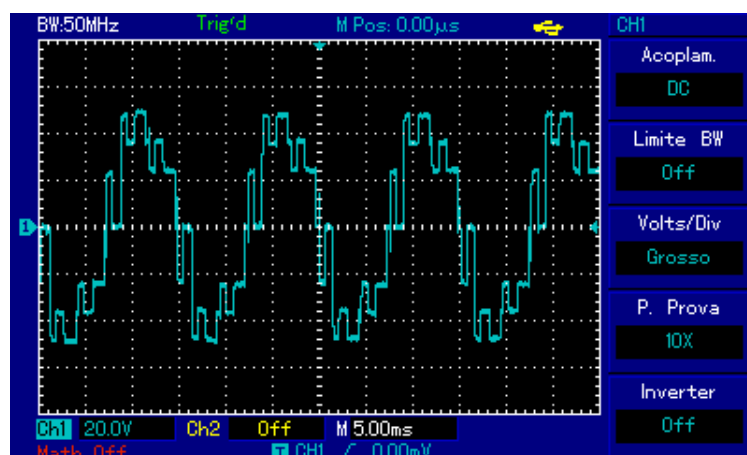 BW:50MHz Trig'd M Pos: 0.00μs CH1
Acoplam.
DC
Limite BW
Off
Volts/Div
Grosso
P. Prova
10X
Inverter
Off
1
Ch1 20.0V Ch2 Off M 5.00ms
Math Off T CH1 / 0.00mV